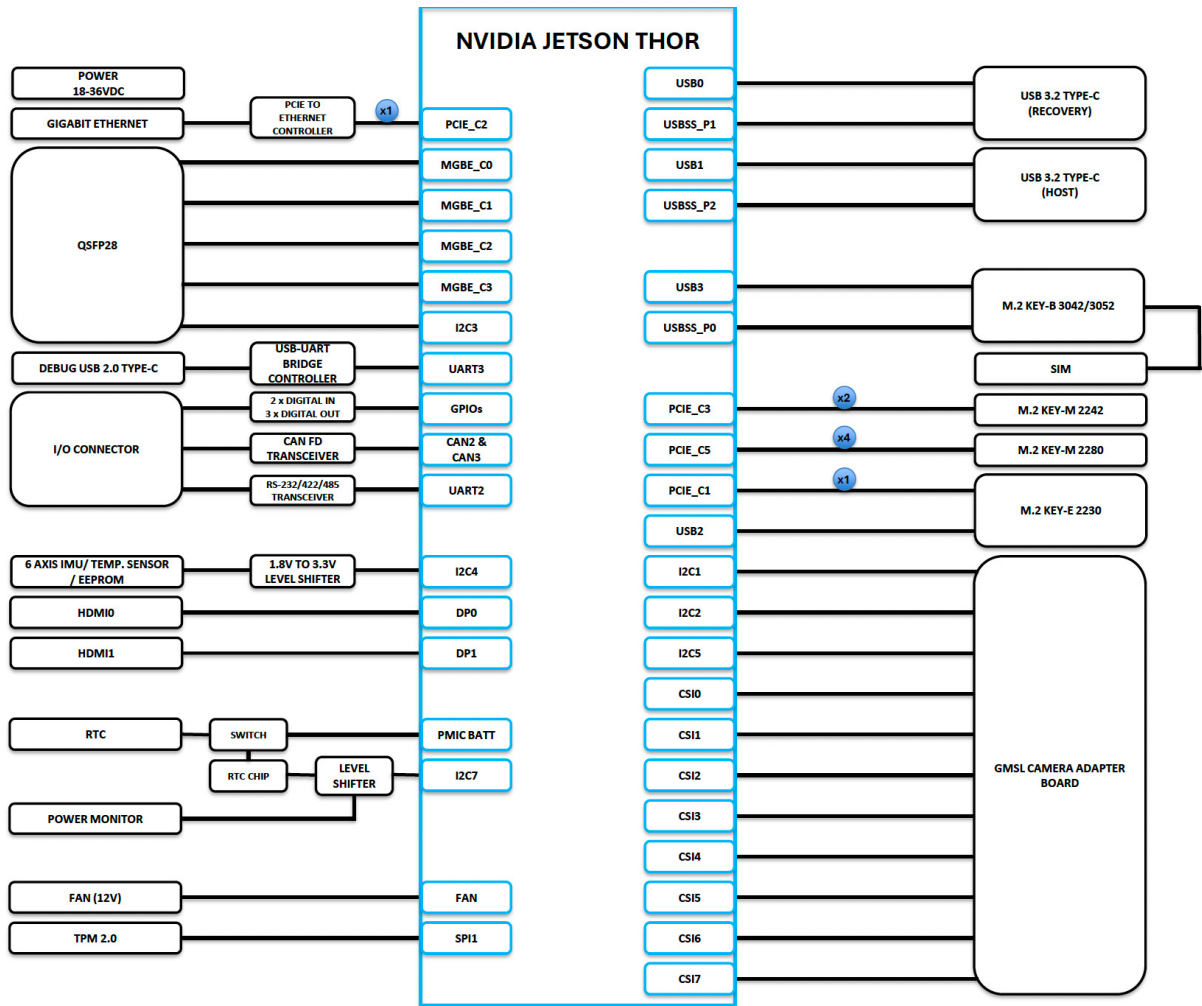 NVIDIA JETSON THOR
POWER
18-36VDC
GIGABIT ETHERNET
PCIE TO
ETHERNET
CONTROLLER
x1
PCIE_C2
QSFP28
MGBE_C0
MGBE_C1
MGBE_C2
MGBE_C3
I2C3
DEBUG USB 2.0 TYPE-C
USB-UART
BRIDGE
CONTROLLER
UART3
I/O CONNECTOR
2 x DIGITAL IN
3 x DIGITAL OUT
GPIOs
CAN FD
TRANSCEIVER
CAN2 &
CAN3
RS-232/422/485
TRANSCEIVER
UART2
6 AXIS IMU/ TEMP. SENSOR
/ EEPROM
1.8V TO 3.3V
LEVEL SHIFTER
I2C4
HDMI0
DP0
HDMI1
DP1
RTC
SWITCH
PMIC BATT
RTC CHIP
LEVEL
SHIFTER
I2C7
POWER MONITOR
FAN (12V)
FAN
TPM 2.0
SPI1
USB0
USBSS_P1
USB 3.2 TYPE-C
(RECOVERY)
USB1
USBSS_P2
USB 3.2 TYPE-C
(HOST)
USB3
USBSS_P0
M.2 KEY-B 3042/3052
SIM
PCIE_C3
x2
M.2 KEY-M 2242
PCIE_C5
x4
M.2 KEY-M 2280
PCIE_C1
x1
USB2
M.2 KEY-E 2230
I2C1
I2C2
I2C5
CSI0
CSI1
CSI2
CSI3
CSI4
CSI5
CSI6
CSI7
GMSL CAMERA ADAPTER
BOARD